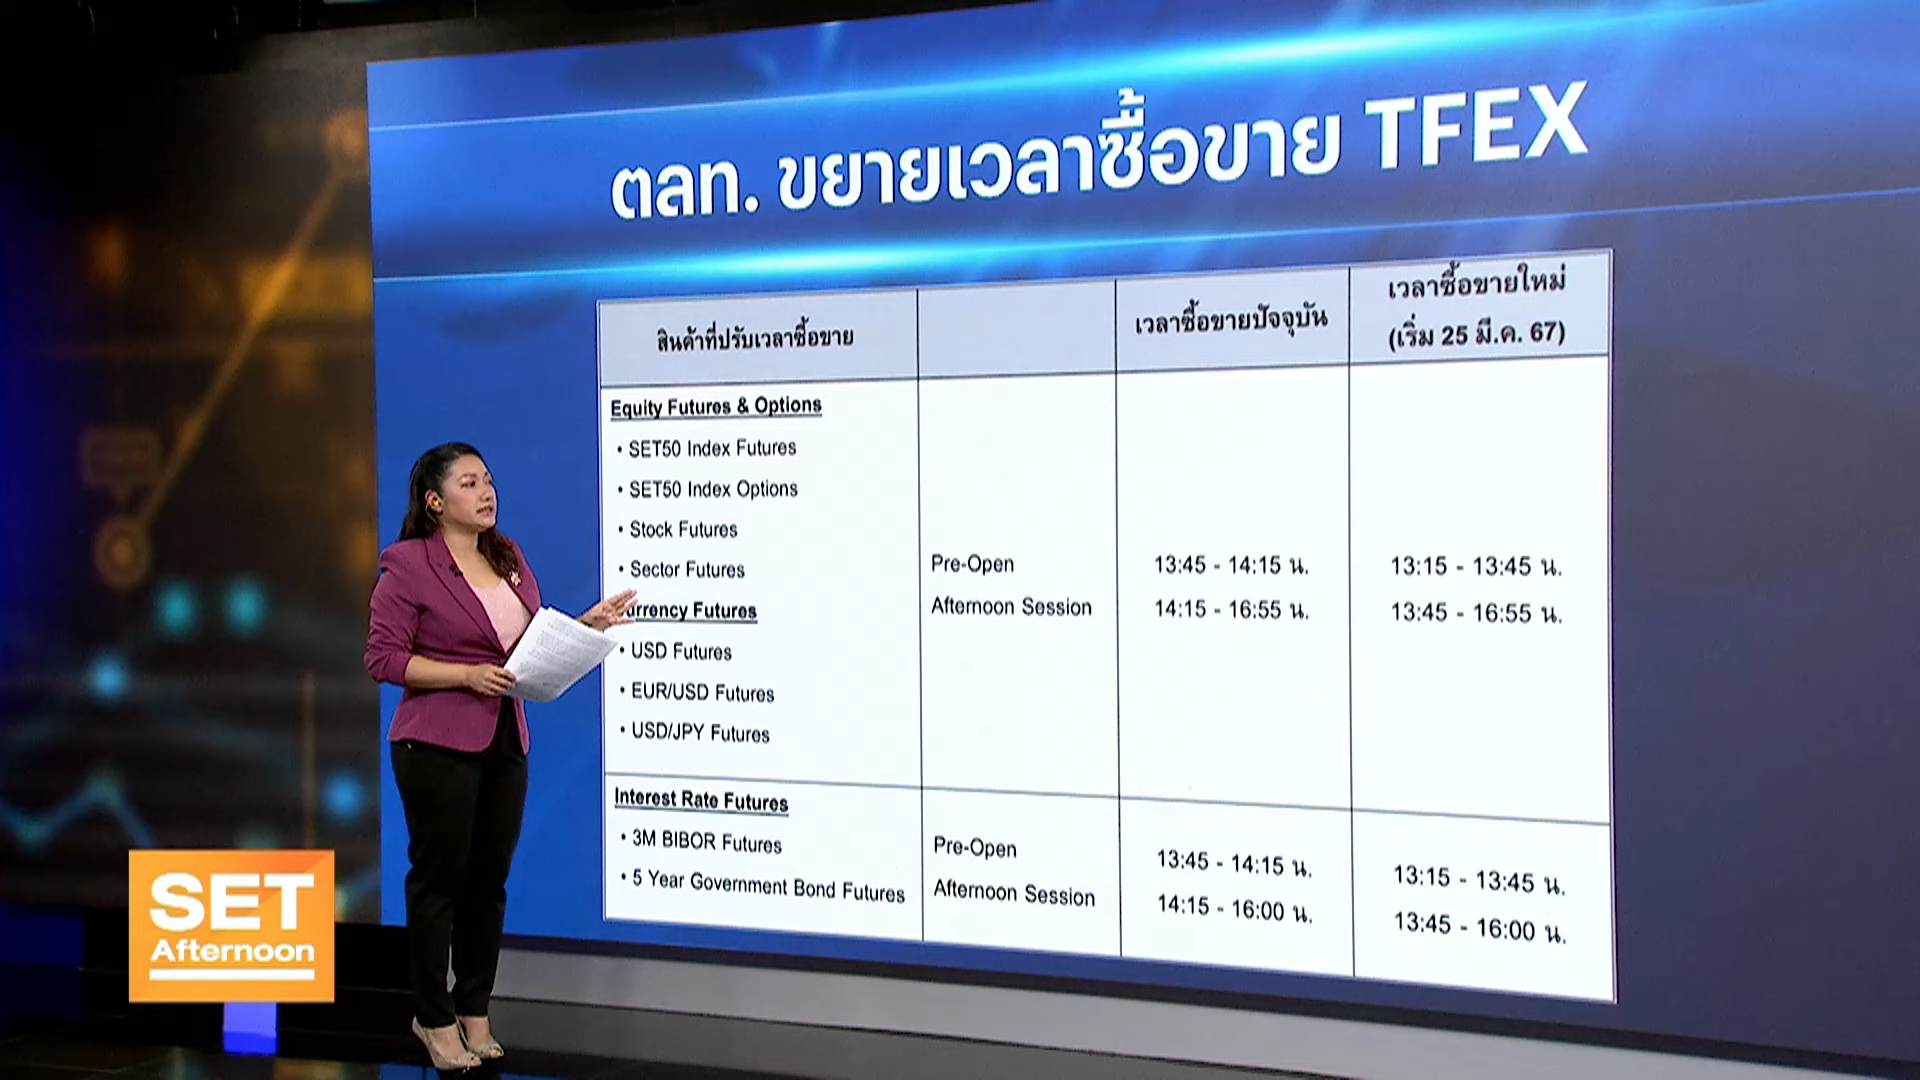 ตลท. ขยายเวลาซื้อขาย TFEX
สินค้าที่ปรับเวลาซื้อขาย
เวลาซื้อขายปัจจุบัน
เวลาซื้อขายใหม่
(เริ่ม 25 มี.ค. 67)
Equity Futures & Options
• SET50 Index Futures
• SET50 Index Options
• Stock Futures
• Sector Futures
Pre-Open 13:45 - 14:15 น. 13:15 - 13:45 น.
urrency Futures
Afternoon Session 14:15 - 16:55 น. 13:45 - 16:55 น.
• USD Futures
• EUR/USD Futures
• USD/JPY Futures
Interest Rate Futures
• 3M BIBOR Futures
Pre-Open 13:45 - 14:15 น. 13:15 - 13:45 น.
• 5 Year Government Bond Futures
Afternoon Session 14:15 - 16:00 น. 13:45 - 16:00 น.
SET
Afternoon